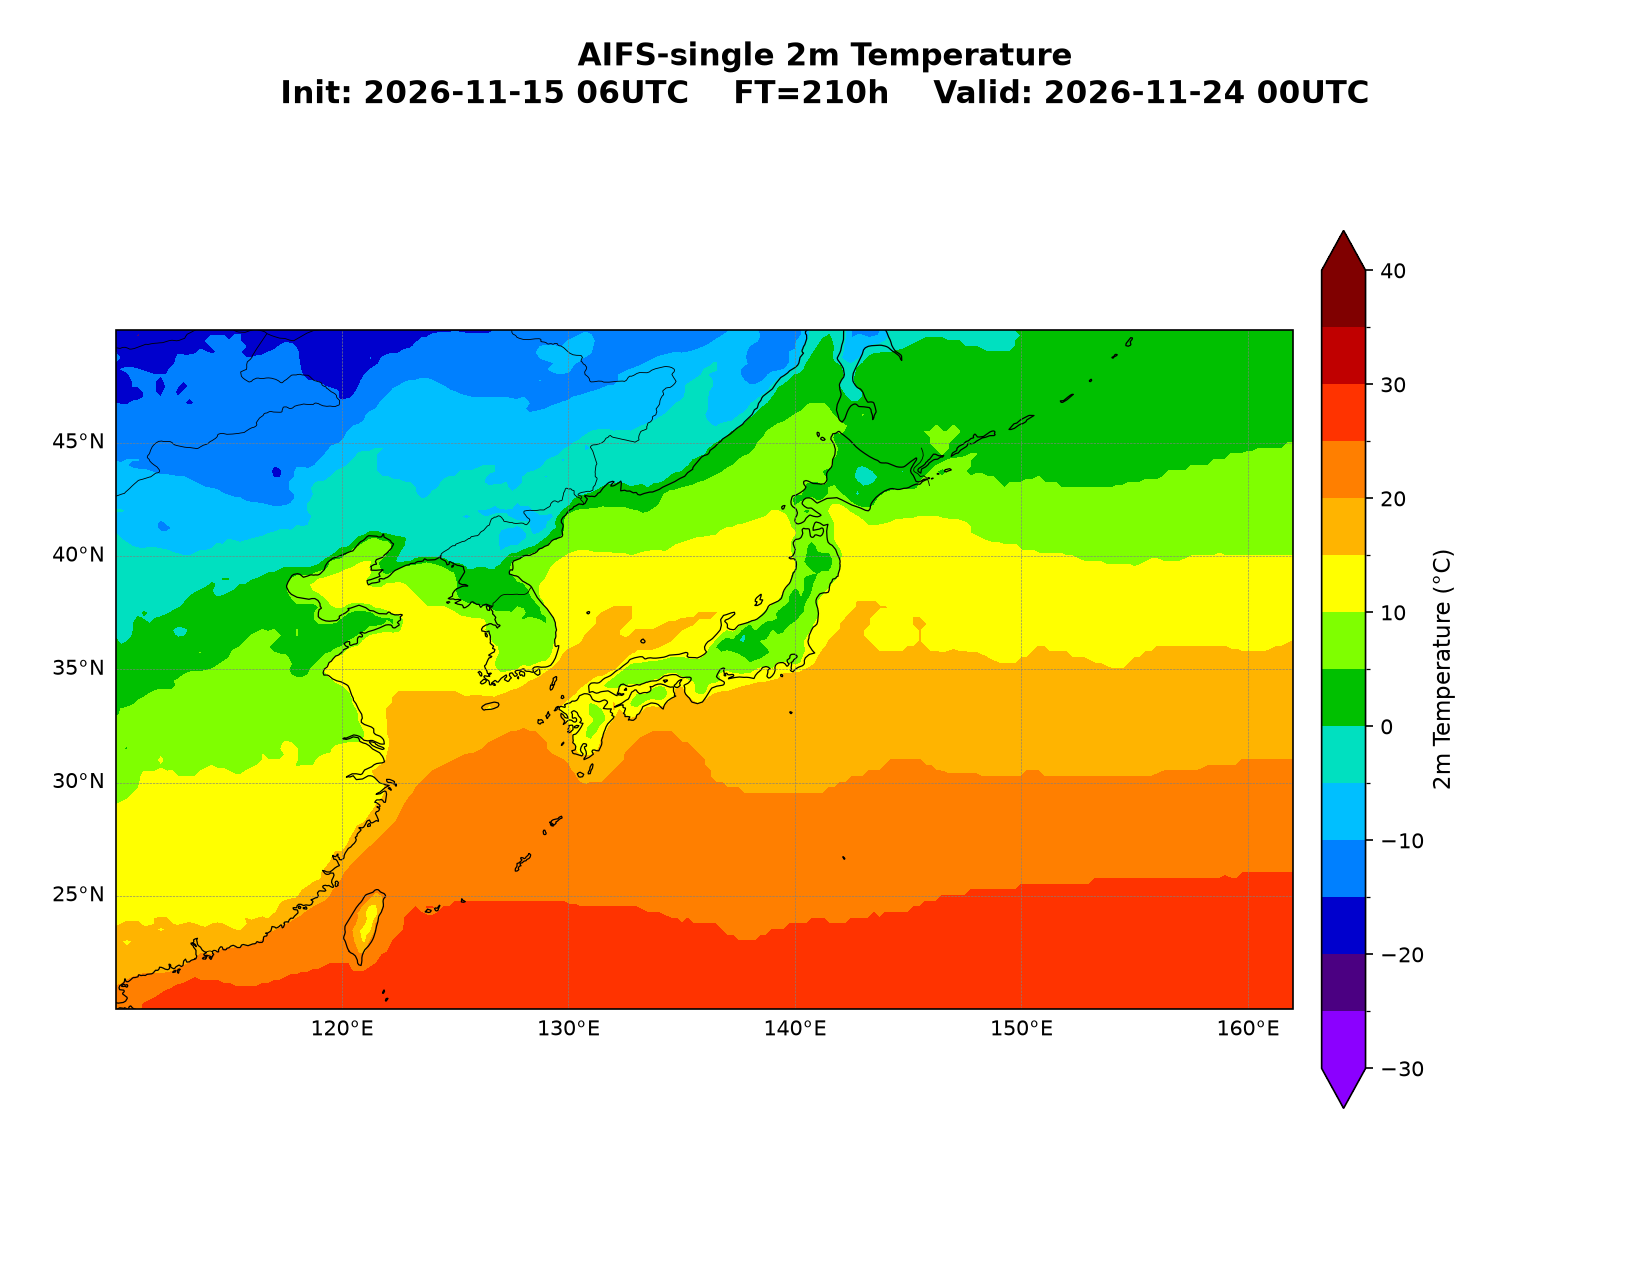 AIFS-single 2m Temperature
Init: 2026-11-15 06UTC    FT=210h    Valid: 2026-11-24 00UTC
45°N
40°N
35°N
30°N
25°N
120°E
130°E
140°E
150°E
160°E
40
30
20
10
0
−10
−20
−30
2m Temperature (°C)